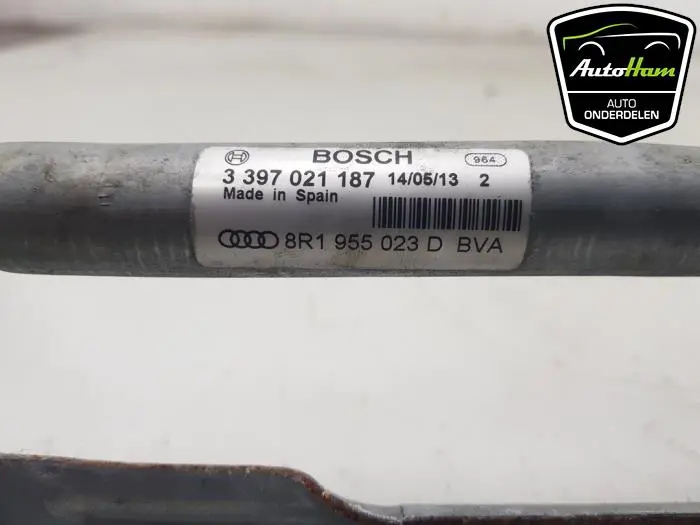 AutoHam
AUTO
ONDERDELEN
BOSCH 964
3 397 021 187 14/05/13 2
Made in Spain
8R1 955 023 D BVA